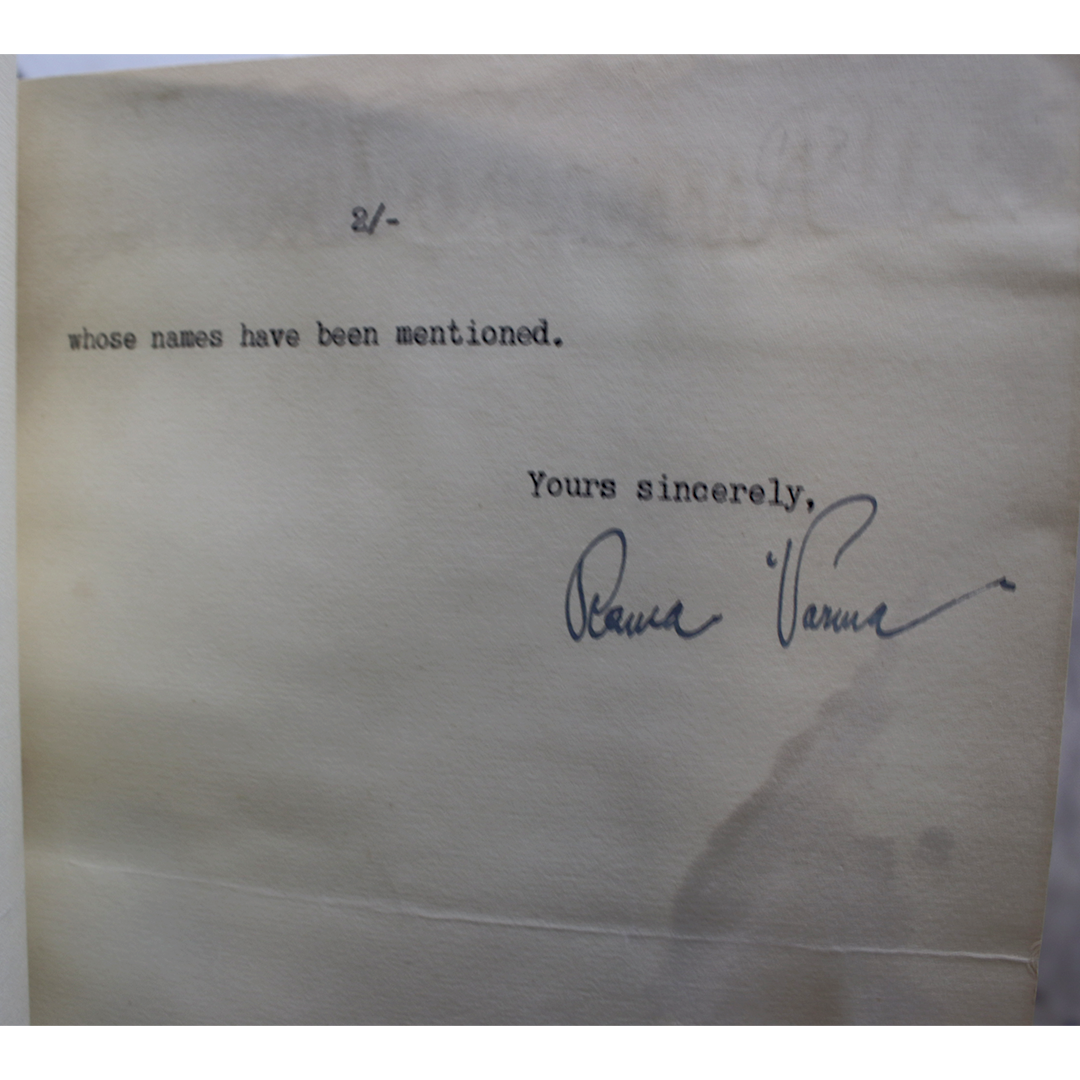 2/-
whose names have been mentioned.
Yours sincerely,
Rama Varma